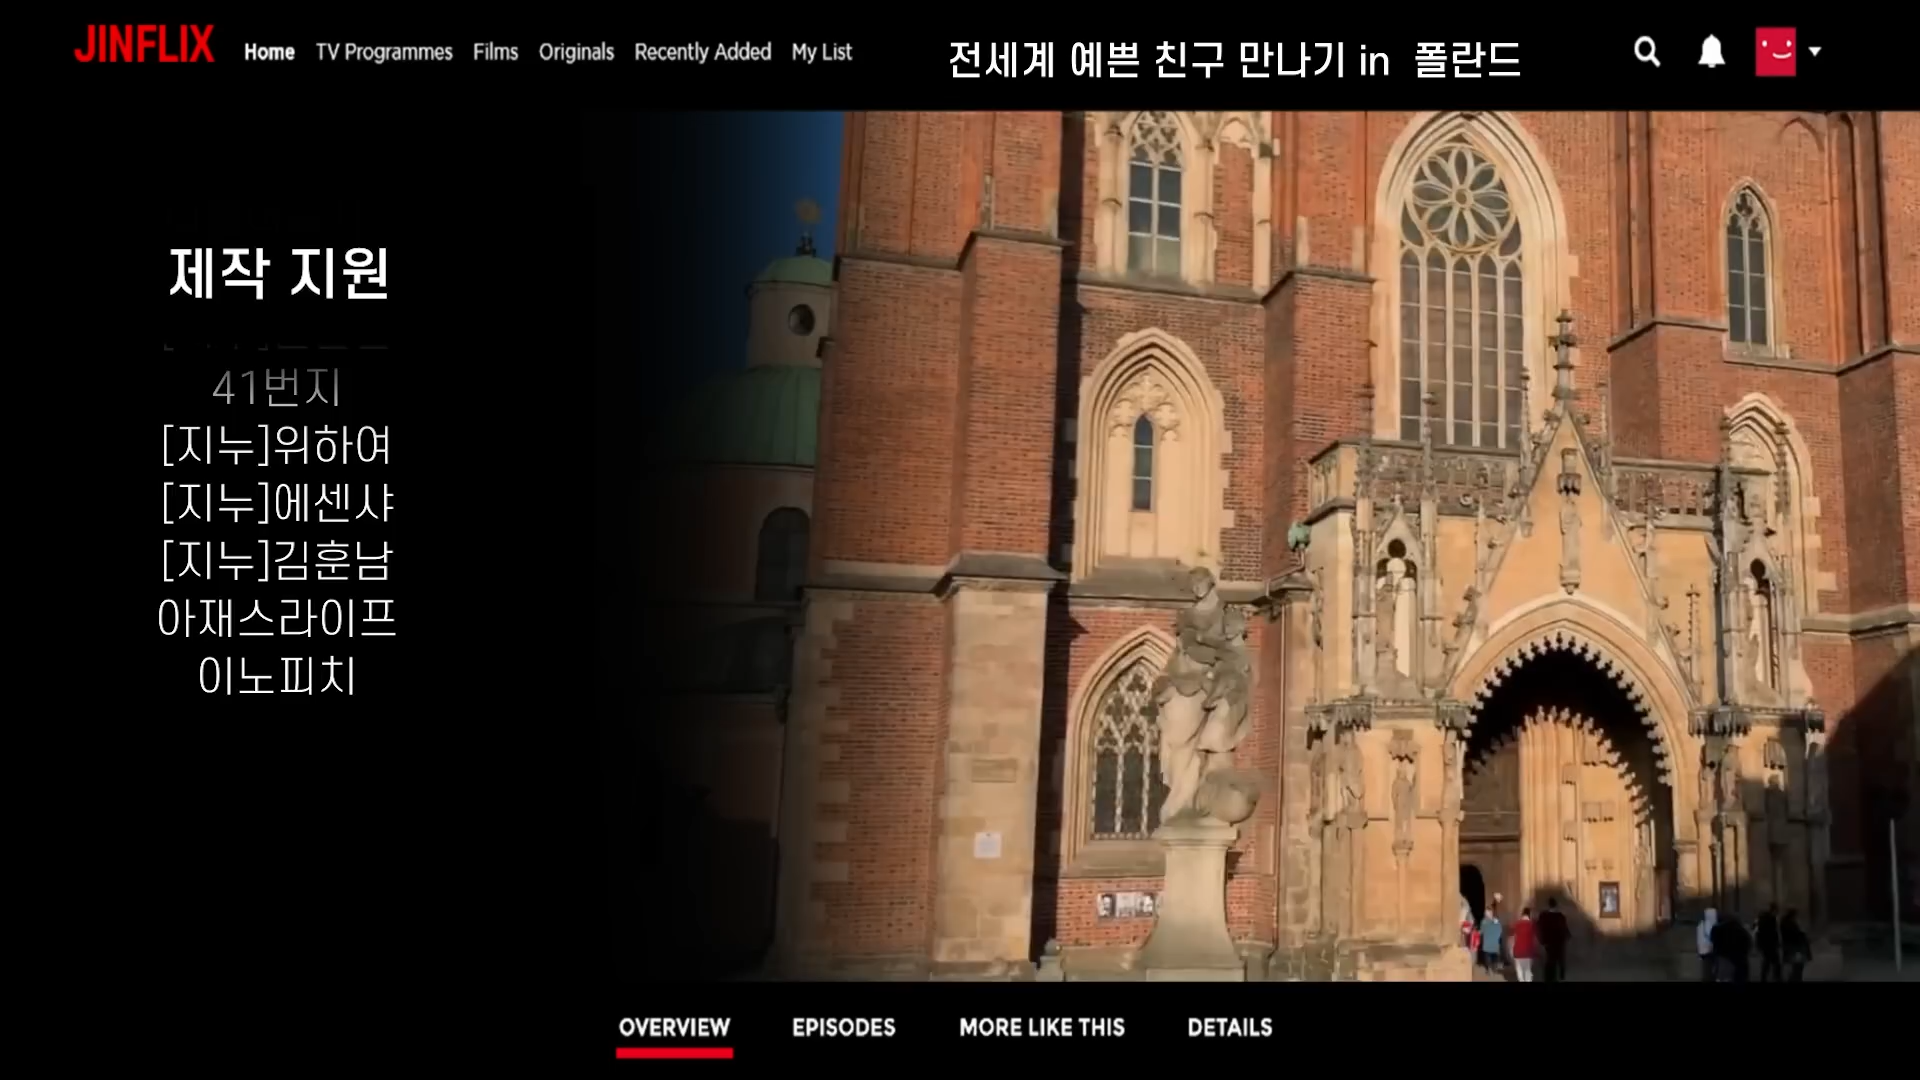 JINFLIX
Home TV Programmes Films Originals Recently Added My List
전세계 예쁜 친구 만나기 in 폴란드
제작 지원
41번지
[지누]위하여
[지누]에센샤
[지누]김훈남
아재스라이프
이노피치
OVERVIEW EPISODES MORE LIKE THIS DETAILS